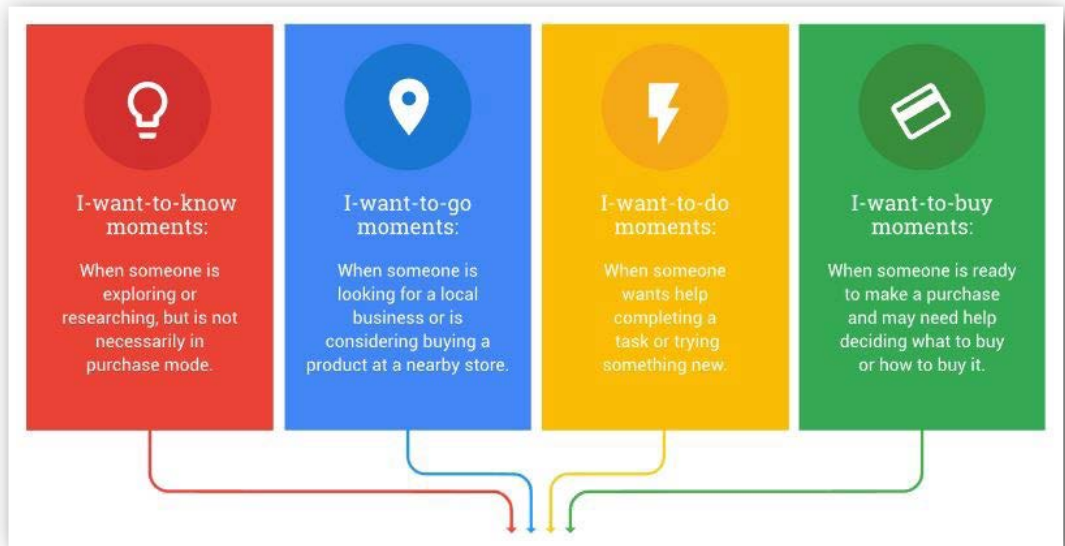 I-want-to-know
moments:
When someone is
exploring or
researching, but is not
necessarily in
purchase mode.
I-want-to-go
moments:
When someone is
looking for a local
business or is
considering buying a
product at a nearby store.
I-want-to-do
moments:
When someone
wants help
completing a
task or trying
something new.
I-want-to-buy
moments:
When someone is ready
to make a purchase
and may need help
deciding what to buy
or how to buy it.